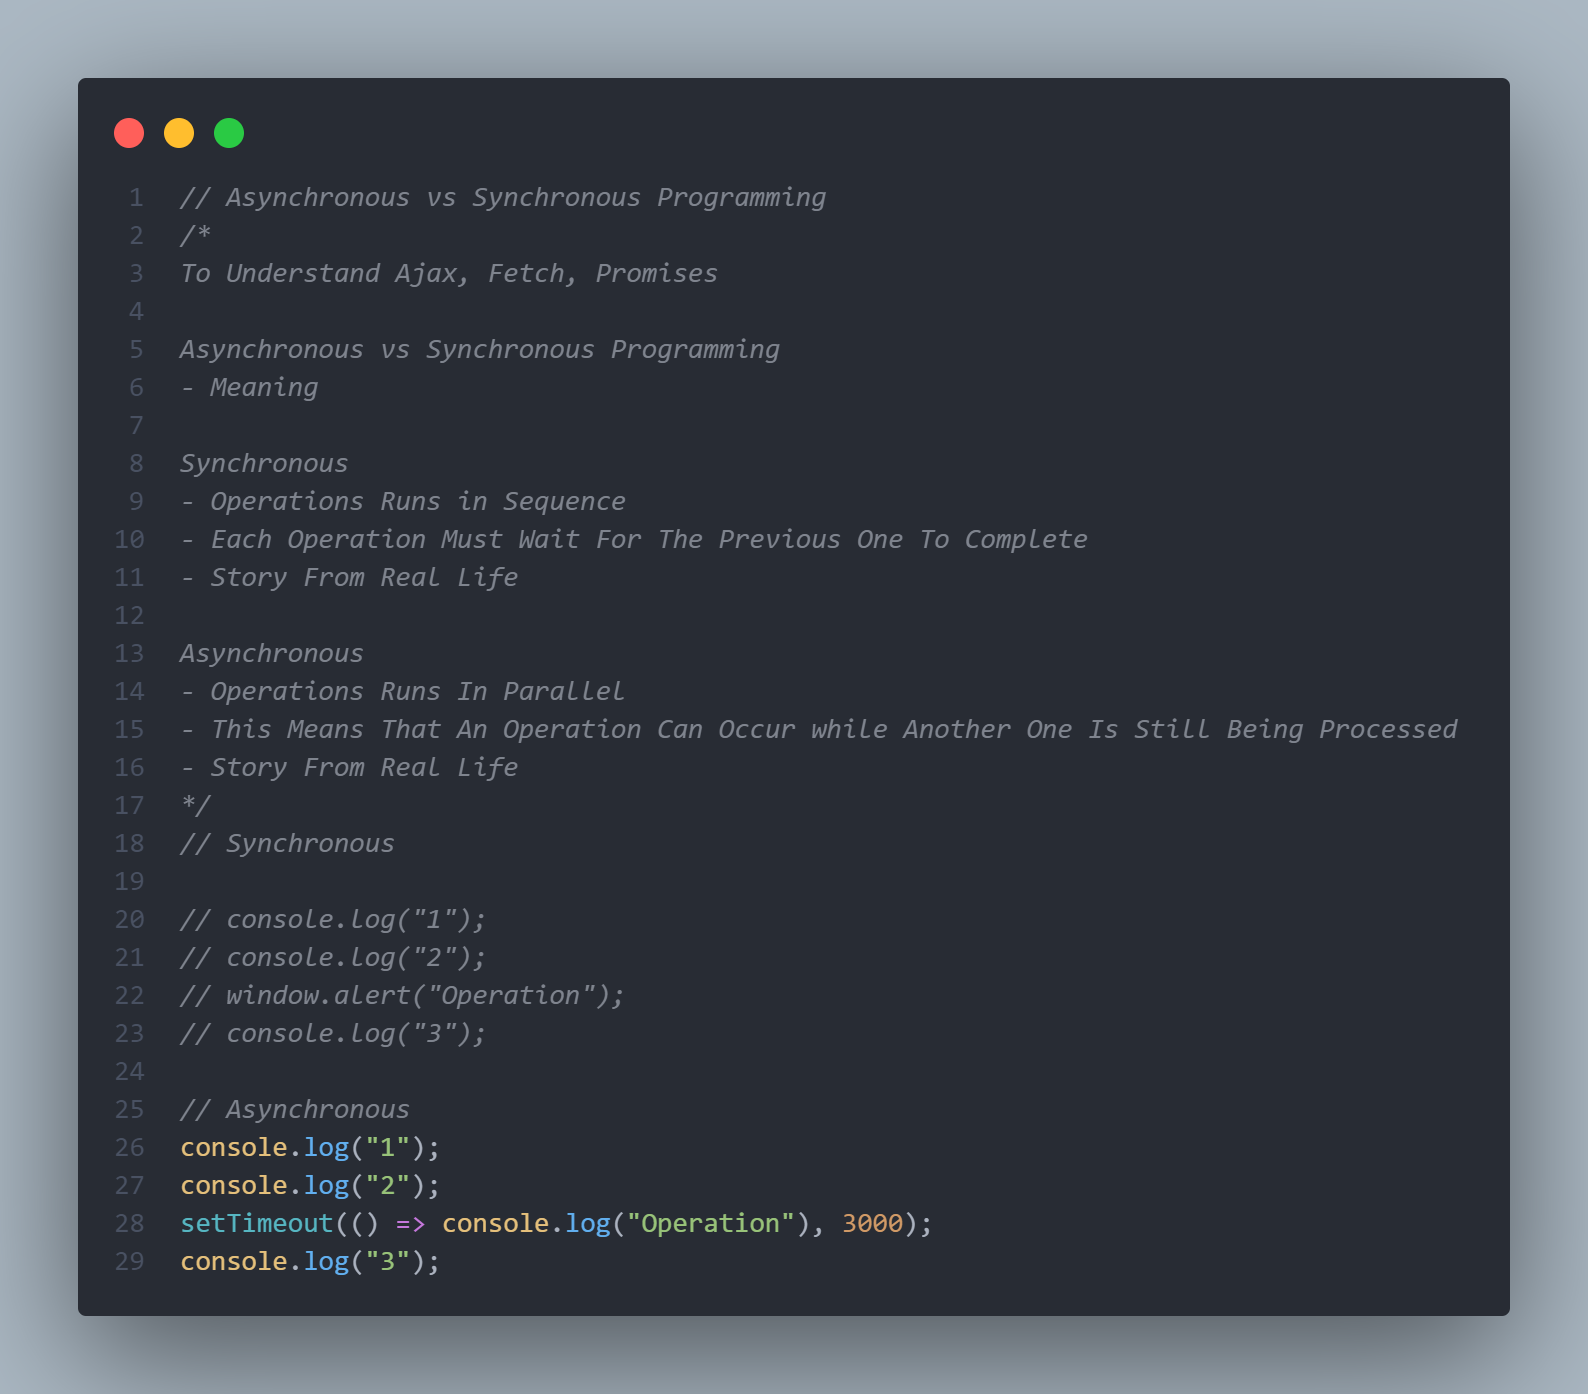 1 // Asynchronous vs Synchronous Programming
2 /*
3 To Understand Ajax, Fetch, Promises
4
5 Asynchronous vs Synchronous Programming
6 - Meaning
7
8 Synchronous
9 - Operations Runs in Sequence
10 - Each Operation Must Wait For The Previous One To Complete
11 - Story From Real Life
12
13 Asynchronous
14 - Operations Runs In Parallel
15 - This Means That An Operation Can Occur while Another One Is Still Being Processed
16 - Story From Real Life
17 */
18 // Synchronous
19
20 // console.log("1");
21 // console.log("2");
22 // window.alert("Operation");
23 // console.log("3");
24
25 // Asynchronous
26 console.log("1");
27 console.log("2");
28 setTimeout(() => console.log("Operation"), 3000);
29 console.log("3");